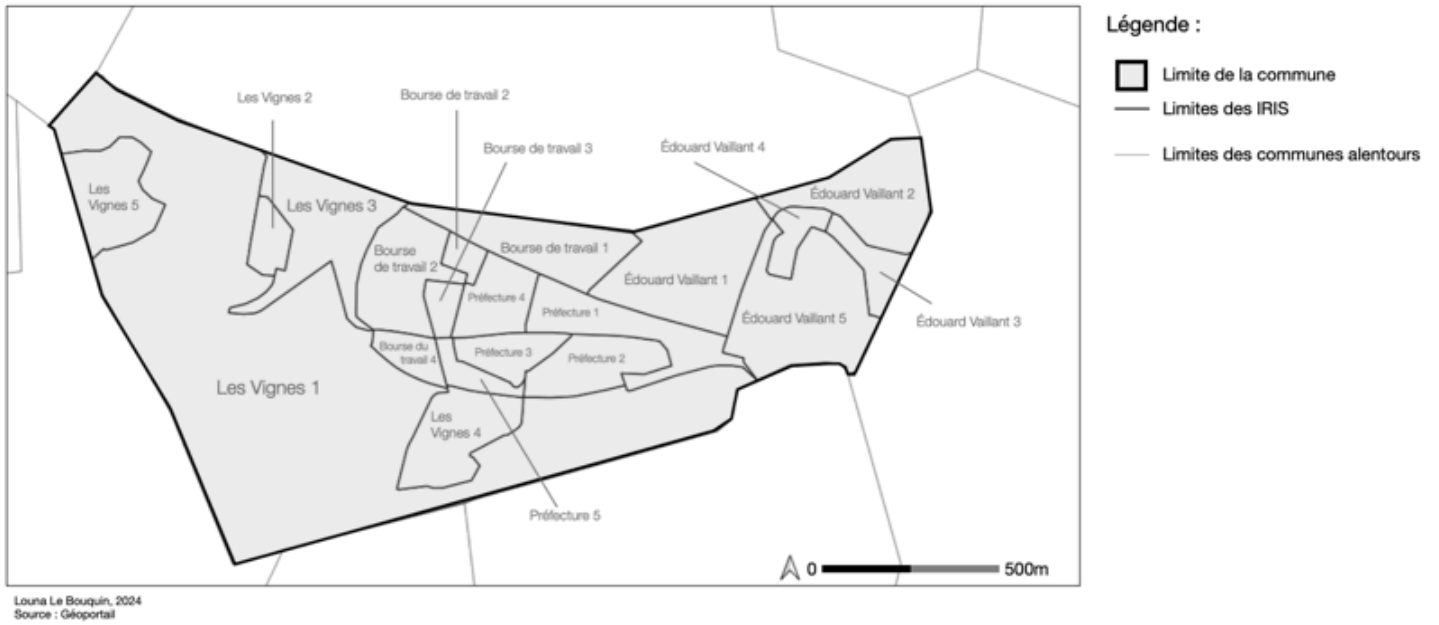 Légende :
Limite de la commune
Limites des IRIS
Limites des communes alentours
Les Vignes 2
Bourse de travail 2
Bourse de travail 3
Édouard Vaillant 4
Les
Vignes 5
Les Vignes 3
Édouard Vaillant 2
Bourse
de travail 2
Bourse de travail 1
Édouard Vaillant 1
Préfecture 4
Préfecture 1
Édouard Vaillant 5
Édouard Vaillant 3
Bourse du
travail 4
Préfecture 3
Préfecture 2
Les Vignes 1
Les
Vignes 4
Préfecture 5
0 500m
Louna Le Bouquin, 2024
Source : Géoportail